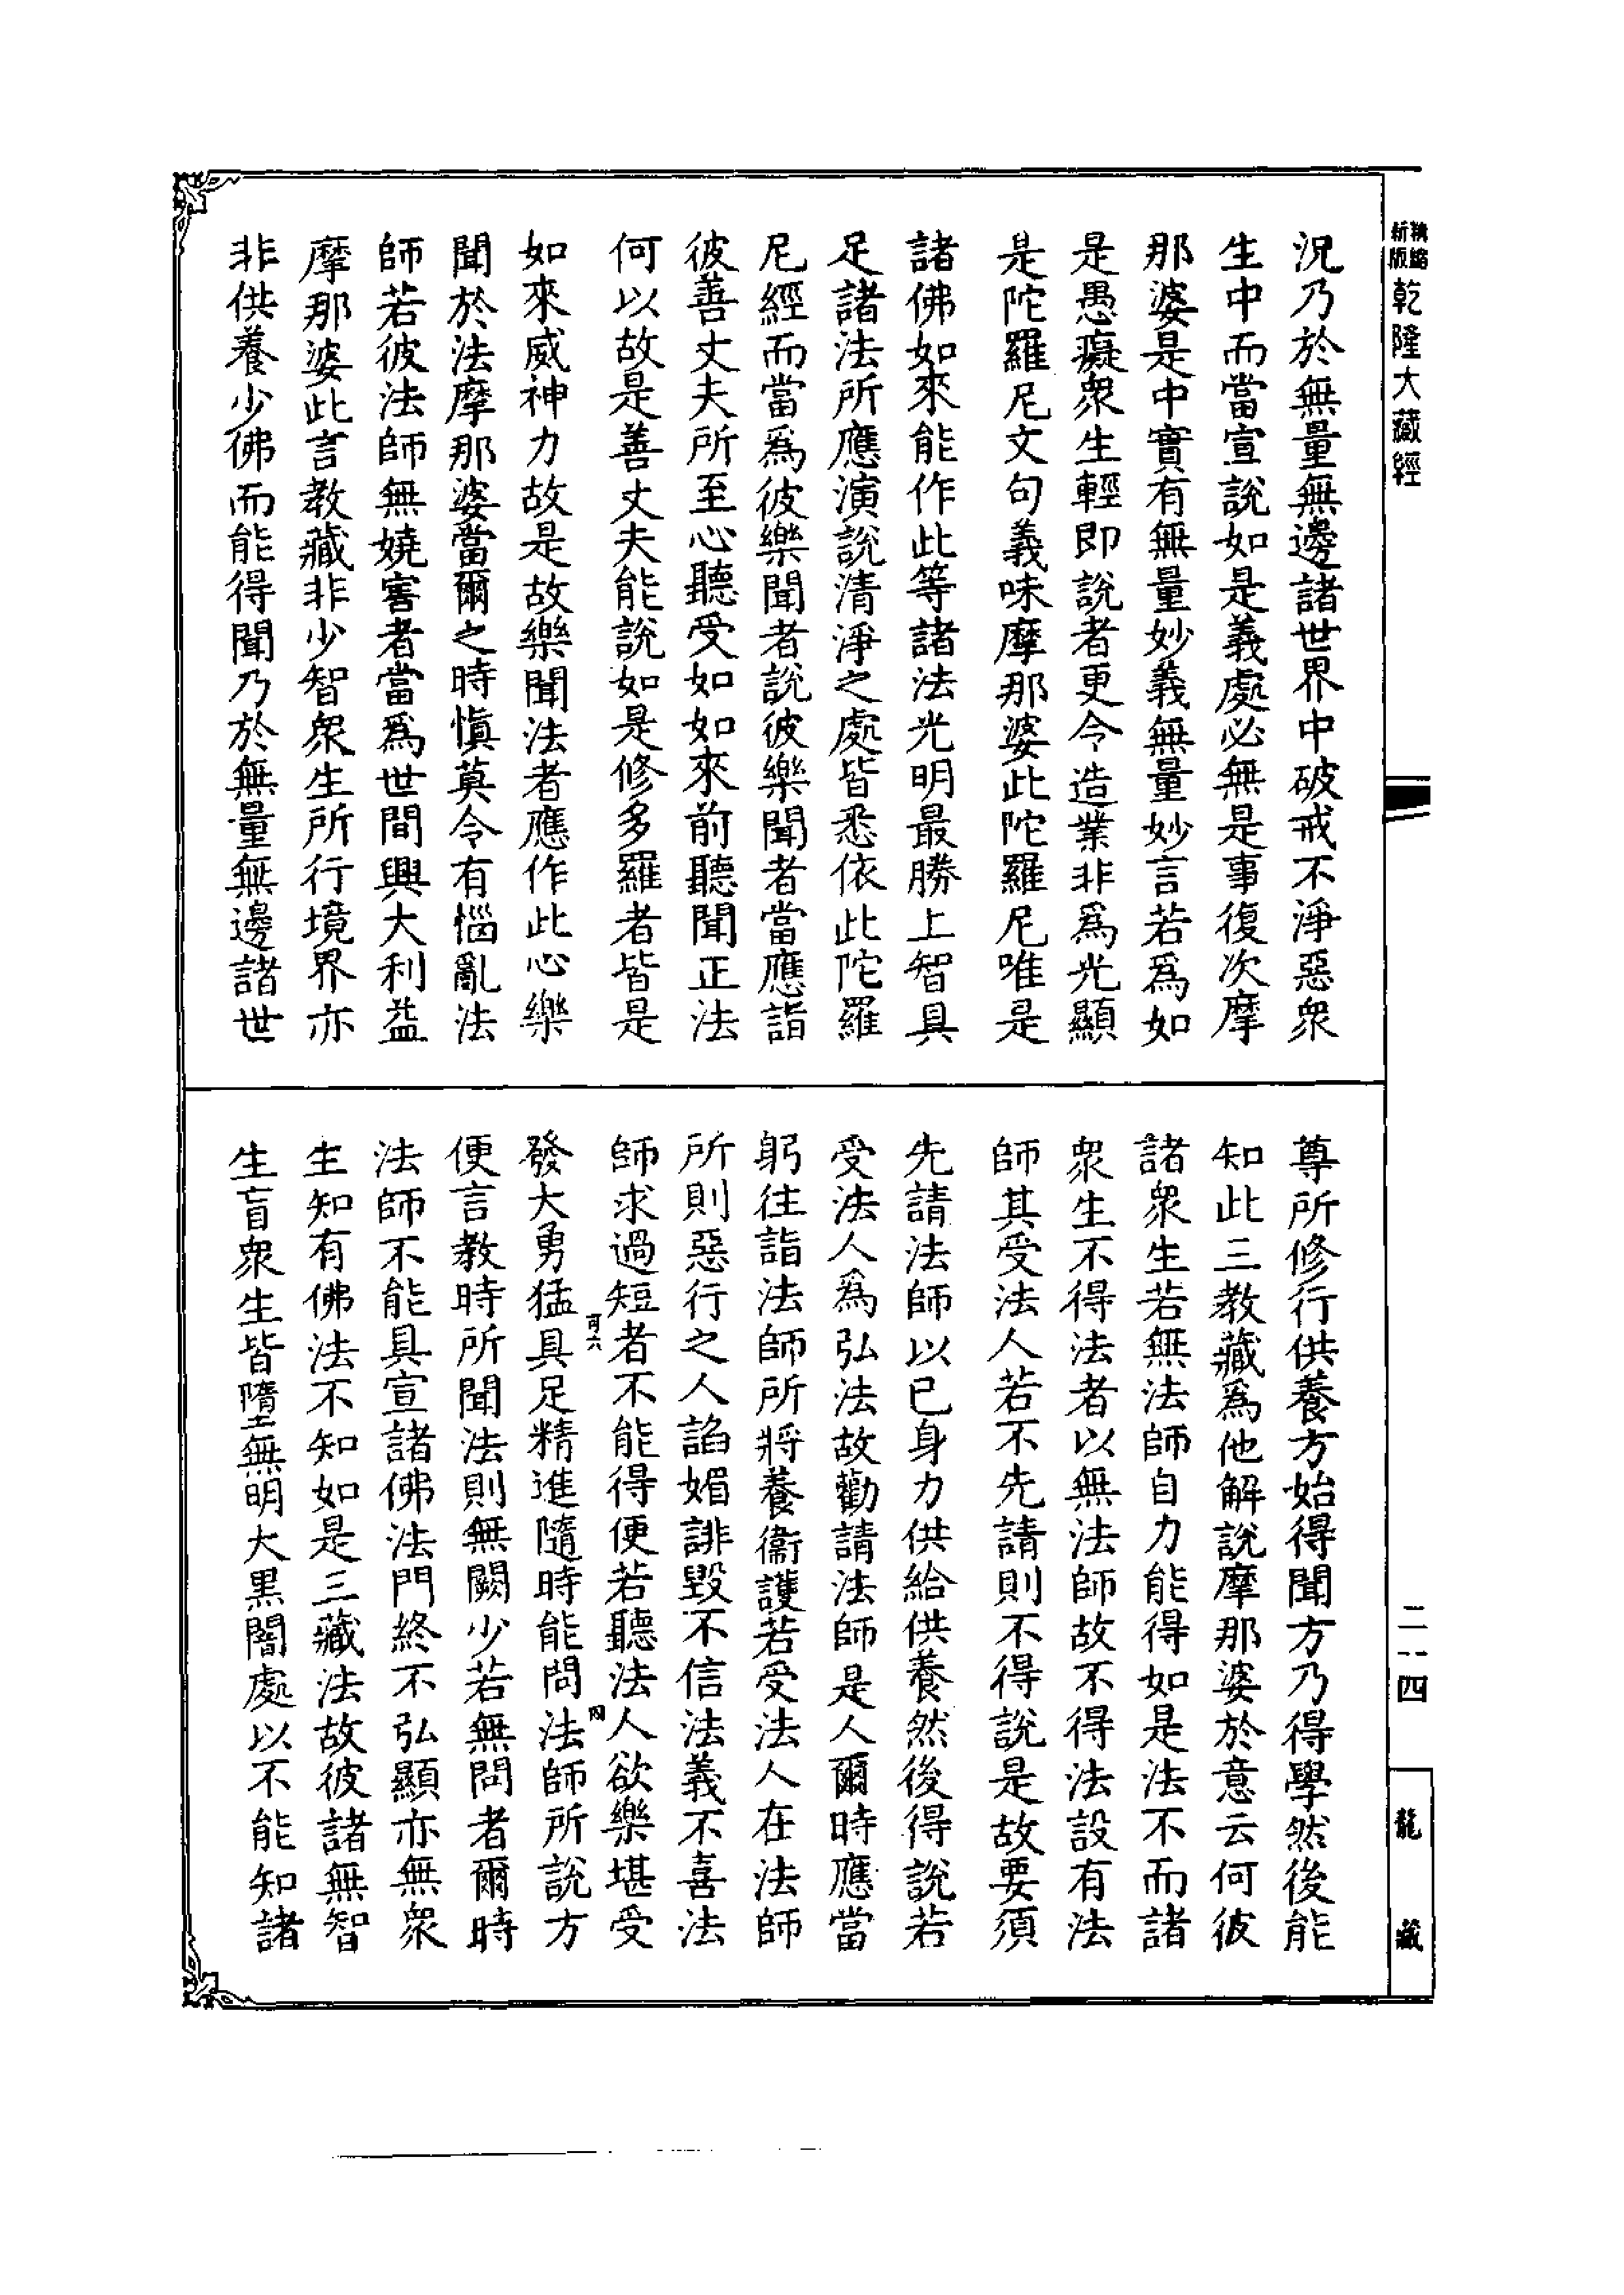 新版
精縮
乾隆大藏經
況乃於無量無邊諸世界中破戒不淨惡衆
生中而當宣說如是義處必無是事復次摩
那婆是中實有無量妙義無量妙言若爲如
是愚癡衆生輕即說者更令造業非爲光顯
是陀羅尼文句義味摩那婆此陀羅尼唯是
諸佛如來能作此等諸法光明最勝上智具
足諸法所應演說清淨之處皆悉依此陀羅
尼經而當爲彼樂聞者說彼樂聞者當應詣
彼善丈夫所至心聽受如如來前聽聞正法
何以故是善丈夫能說如是修多羅者皆是
如來威神力故是故樂聞法者應作此心樂
聞於法摩那婆當爾之時慎莫令有惱亂法
師若彼法師無嬈害者當爲世間興大利益
摩那婆此言教藏非少智衆生所行境界亦
非供養少佛而能得聞乃於無量無邊諸世
尊所修行供養方始得聞方乃得學然後能
知此三教藏爲他解說摩那婆於意云何彼
諸衆生若無法師自力能得如是法不而諸
衆生不得法者以無法師故不得法設有法
師其受法人若不先請則不得說是故要須
先請法師以已身力供給供養然後得說若
受法人爲弘法故勸請法師是人爾時應當
躬往詣法師所將養衞護若受法人在法師
所則惡行之人諂媚誹毀不信法義不喜法
師求過短者不能得便若聽法人欲樂堪受
發大勇猛具足精進隨時能問法師所說方
便言教時所聞法則無闕少若無問者爾時
法師不能具宣諸佛法門終不弘顯亦無衆
生知有佛法不知如是三藏法故彼諸無智
生盲衆生皆墮無明大黑闇處以不能知諸
可六
四
二一四
龍藏